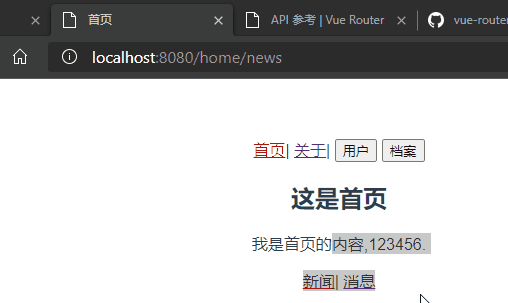 首页
API 参考 | Vue Router
vue-router
localhost:8080/home/news
首页| 关于| 用户 档案
这是首页
我是首页的内容,123456.
新闻| 消息